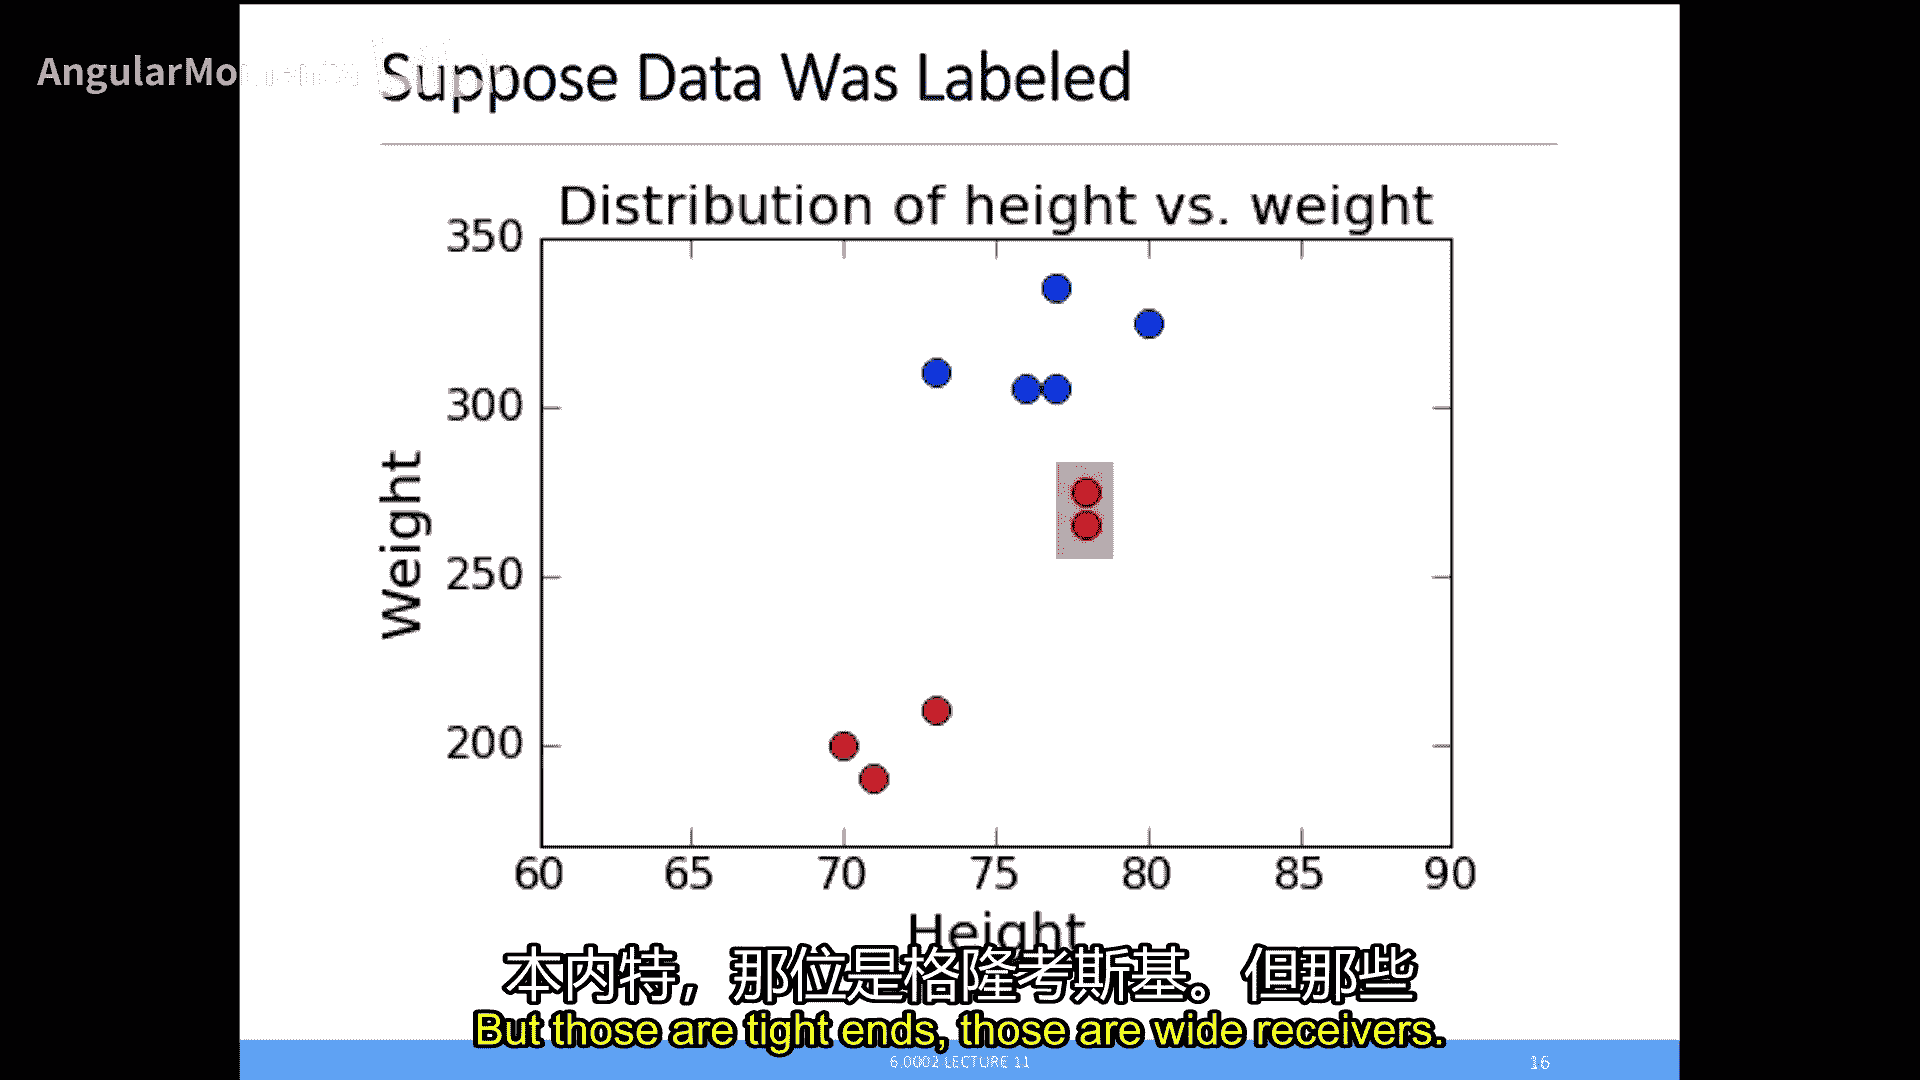 Suppose Data Was Labeled
Distribution of height vs. weight
350
300
250
200
Weight
60 65 70 75 80 85 90
Height
本内特，那位是格隆考斯基。但那些
But those are tight ends, those are wide receivers.
6.0002 LECTURE 11
16